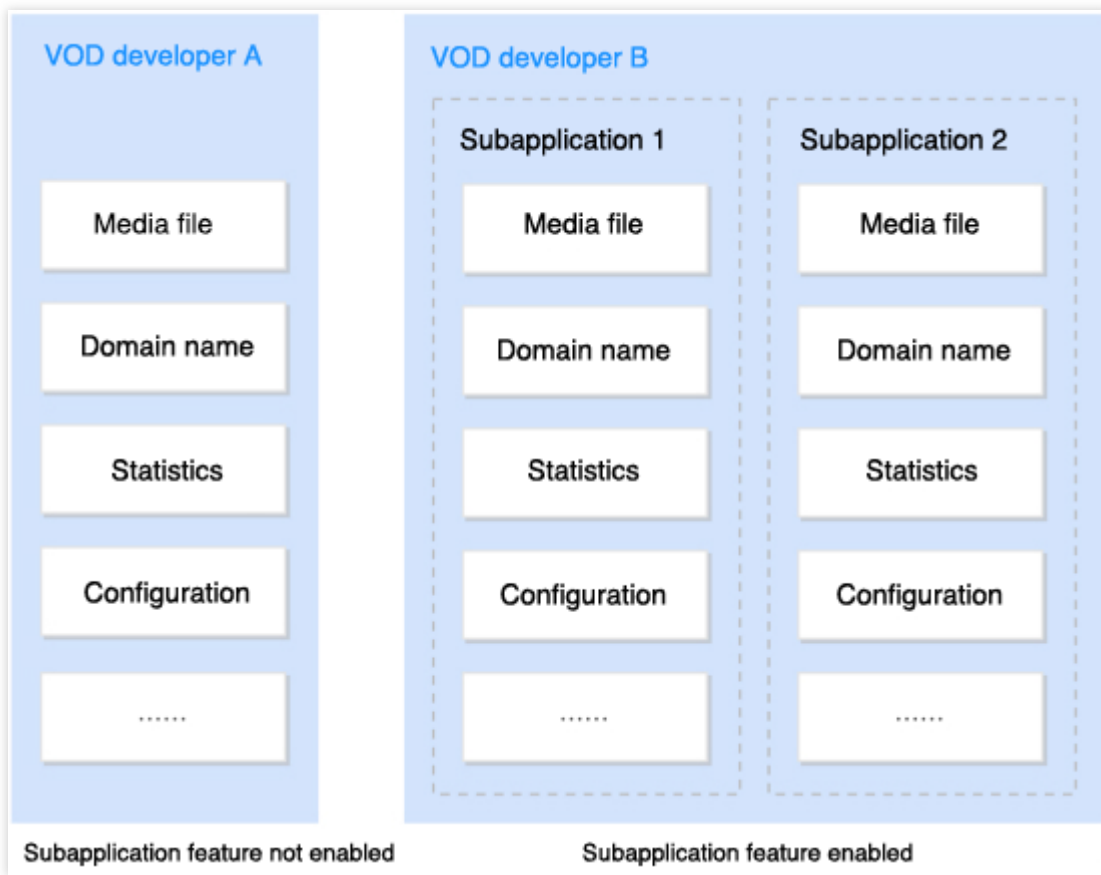 VOD developer A
Media file
Domain name
Statistics
Configuration
......
Subapplication feature not enabled
VOD developer B
Subapplication 1
Media file
Domain name
Statistics
Configuration
......
Subapplication 2
Media file
Domain name
Statistics
Configuration
......
Subapplication feature enabled